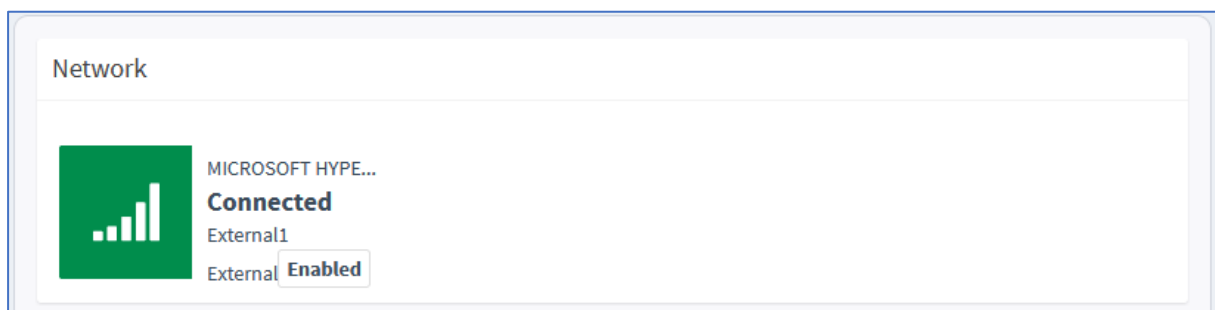 Network
MICROSOFT HYPE...
Connected
External1
External Enabled